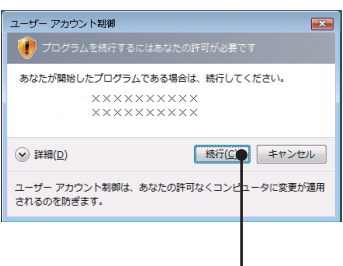 ユーザー アカウント制御
プログラムを続行するにはあなたの許可が必要です
あなたが開始したプログラムである場合は、続行してください。
××××××××××
××××××××××
詳細(D)
続行(C)
キャンセル
ユーザー アカウント制御は、あなたの許可なくコンピュータに変更が適用
されるのを防ぎます。